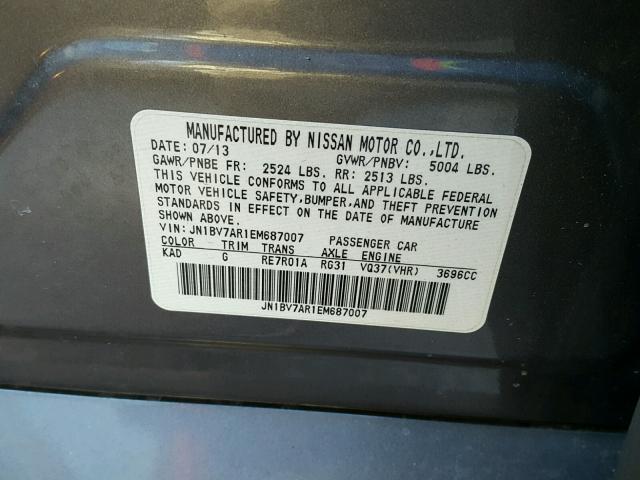 MANUFACTURED BY NISSAN MOTOR CO.,LTD.
DATE: 07/13 GVWR/PNBV: 5004 LBS.
GAWR/PNBE FR: 2524 LBS. RR: 2513 LBS.
THIS VEHICLE CONFORMS TO ALL APPLICABLE FEDERAL
MOTOR VEHICLE SAFETY,BUMPER,AND THEFT PREVENTION
STANDARDS IN EFFECT ON THE DATE OF MANUFACTURE
SHOWN ABOVE.
VIN: JN1BV7AR1EM687007 PASSENGER CAR
COLOR TRIM TRANS AXLE ENGINE
KAD G RE7R01A RG31 VQ37(VHR) 3696CC
JN1BV7AR1EM687007